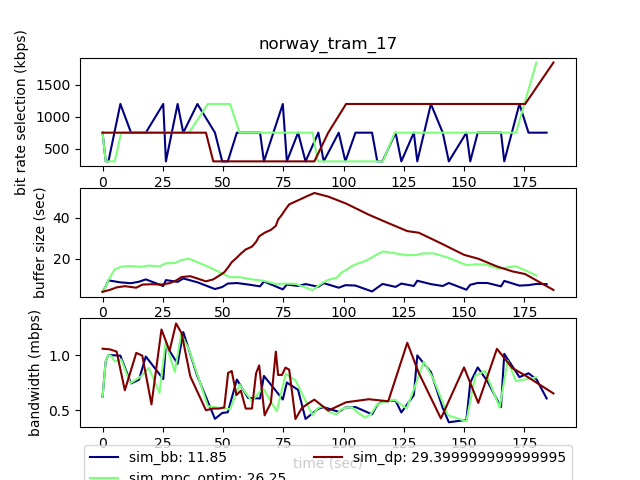 norway_tram_17
bit rate selection (kbps)
1500
1000
500
0 25 50 75 100 125 150 175
buffer size (sec)
40
20
0 25 50 75 100 125 150 175
bandwidth (mbps)
1.0
0.5
0 25 50 75 100 125 150 175
time (sec)
sim_bb: 11.85 sim_dp: 29.399999999999995
sim_mpc_optim: 26.25